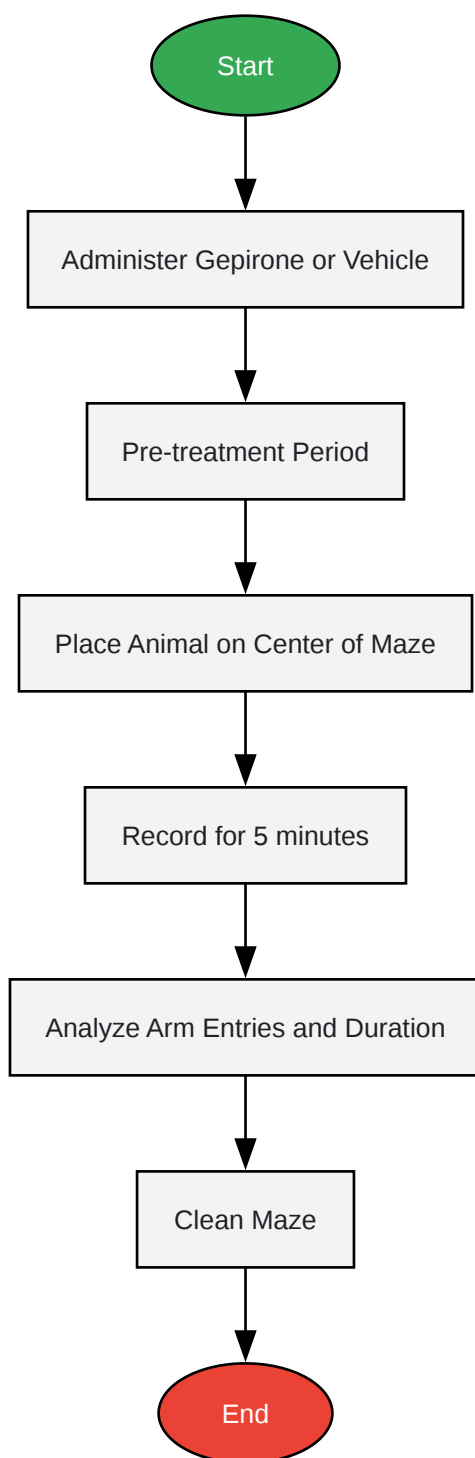 Start
Administer Gepirone or Vehicle
Pre-treatment Period
Place Animal on Center of Maze
Record for 5 minutes
Analyze Arm Entries and Duration
Clean Maze
End